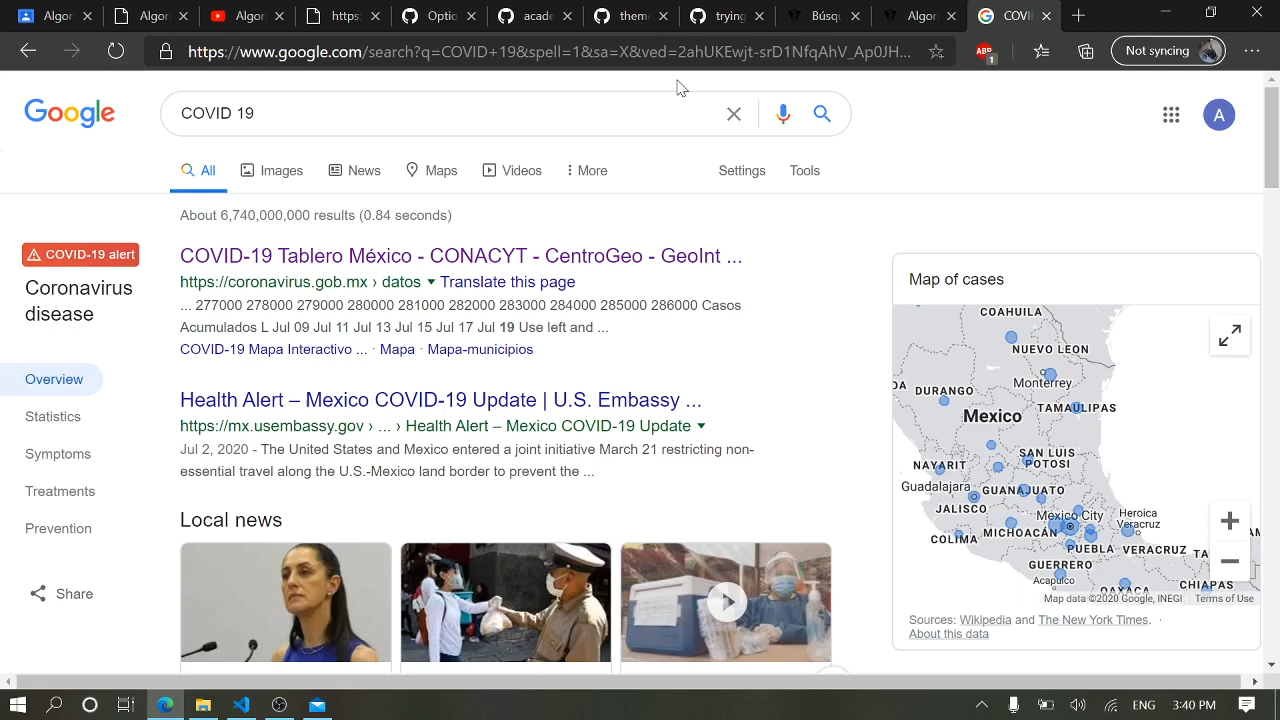 Algor
Algor
Algor
https:
Optio
acad
them
trying
Búsq
Algor
COVI
https://www.google.com/search?q=COVID+19&spell=1&sa=X&ved=2ahUKEwjt-srD1NfqAhV_Ap0JH...
ABP
1
Not syncing
Google
COVID 19
A
All
Images
News
Maps
Videos
More
Settings
Tools
About 6,740,000,000 results (0.84 seconds)
COVID-19 alert
Coronavirus
disease
Overview
Statistics
Symptoms
Treatments
Prevention
Share
COVID-19 Tablero México - CONACYT - CentroGeo - GeoInt ...
https://coronavirus.gob.mx › datos ▾ Translate this page
... 277000 278000 279000 280000 281000 282000 283000 284000 285000 286000 Casos
Acumulados L Jul 09 Jul 11 Jul 13 Jul 15 Jul 17 Jul 19 Use left and ...
COVID-19 Mapa Interactivo ... · Mapa · Mapa-municipios
Health Alert – Mexico COVID-19 Update | U.S. Embassy ...
https://mx.usembassy.gov › ... › Health Alert – Mexico COVID-19 Update ▾
Jul 2, 2020 - The United States and Mexico entered a joint initiative March 21 restricting non-
essential travel along the U.S.-Mexico land border to prevent the ...
Local news
Map of cases
COAHUILA
NUEVO LEON
Monterrey
DURANGO
TAMAULIPAS
Mexico
SAN LUIS
POTOSI
NAYARIT
Guadalajara
GUANAJUATO
JALISCO
Mexico City
Heroica
Veracruz
COLIMA
MICHOACÁN
PUEBLA
VERACRUZ
GUERRERO
Acapulco
OAXACA
CHIAPAS
Map data ©2020 Google, INEGI
Terms of Use
Sources: Wikipedia and The New York Times. ·
About this data
ENG
3:40 PM